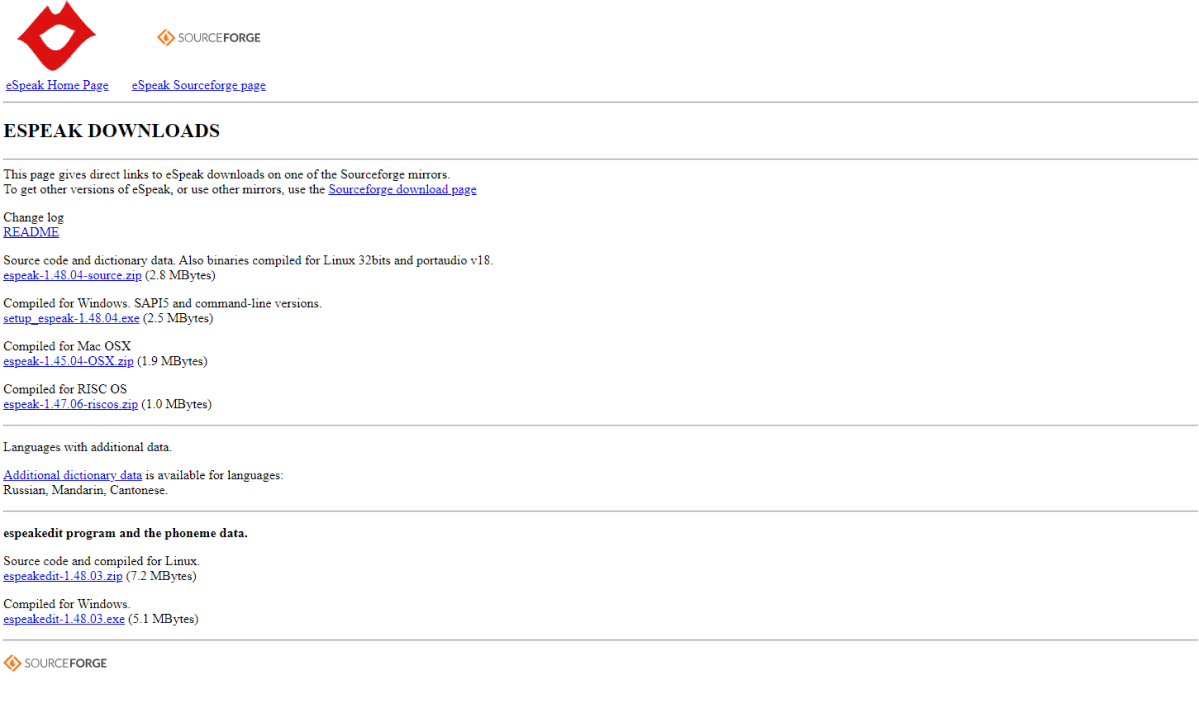 SOURCEFORGE
eSpeak Home Page eSpeak Sourceforge page
ESPEAK DOWNLOADS
This page gives direct links to eSpeak downloads on one of the Sourceforge mirrors.
To get other versions of eSpeak, or use other mirrors, use the Sourceforge download page
Change log
README
Source code and dictionary data. Also binaries compiled for Linux 32bits and portaudio v18.
espeak-1.48.04-source.zip (2.8 MBytes)
Compiled for Windows. SAPI5 and command-line versions.
setup_espeak-1.48.04.exe (2.5 MBytes)
Compiled for Mac OSX
espeak-1.45.04-OSX.zip (1.9 MBytes)
Compiled for RISC OS
espeak-1.47.06-riscos.zip (1.0 MBytes)
Languages with additional data.
Additional dictionary data is available for languages:
Russian, Mandarin, Cantonese.
espeakedit program and the phoneme data.
Source code and compiled for Linux.
espeakedit-1.48.03.zip (7.2 MBytes)
Compiled for Windows.
espeakedit-1.48.03.exe (5.1 MBytes)
SOURCEFORGE